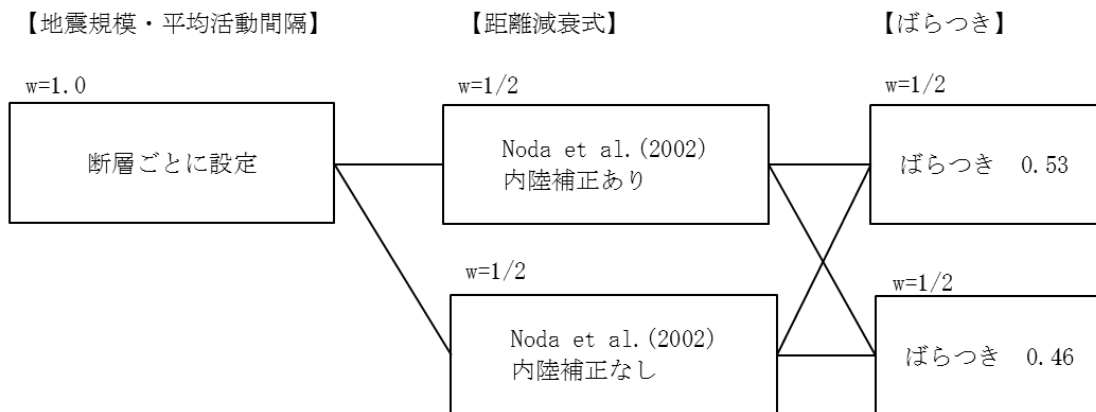 【地震規模・平均活動間隔】
【距離減衰式】
【ばらつき】
w=1.0
w=1/2
w=1/2
断層ごとに設定
Noda et al.(2002)
内陸補正あり
ばらつき　0.53
w=1/2
w=1/2
Noda et al.(2002)
内陸補正なし
ばらつき　0.46